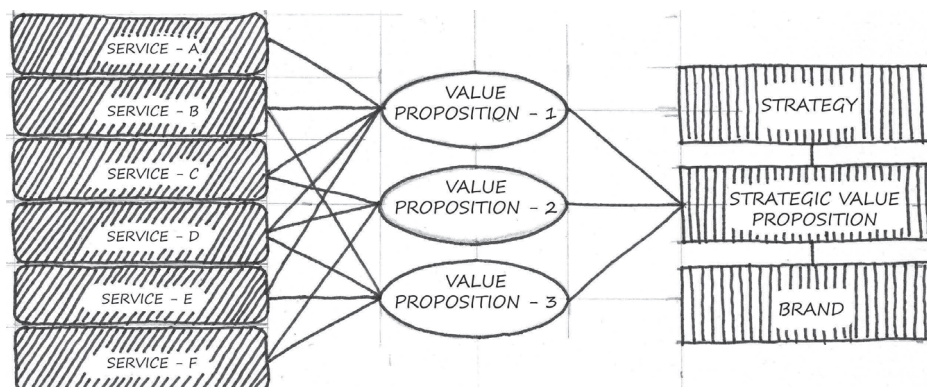 SERVICE - A
SERVICE - B
SERVICE - C
SERVICE - D
SERVICE - E
SERVICE - F
VALUE
PROPOSITION - 1
VALUE
PROPOSITION - 2
VALUE
PROPOSITION - 3
STRATEGY
STRATEGIC VALUE
PROPOSITION
BRAND